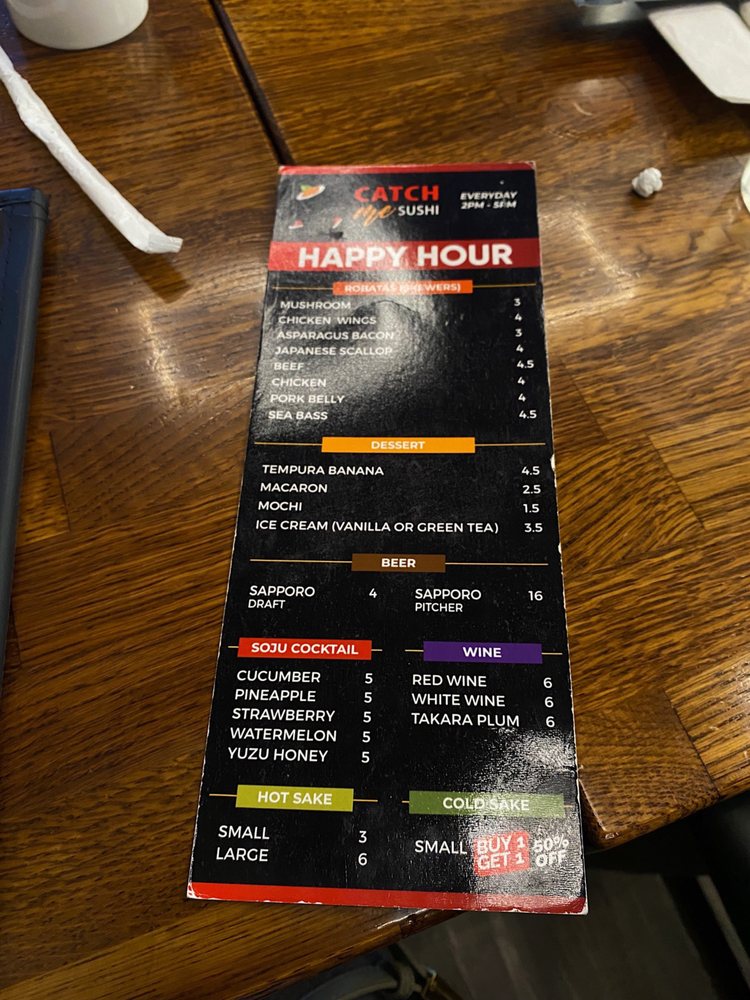 CATCH
me SUSHI
EVERYDAY
2PM - 5PM
HAPPY HOUR
ROBATAS (SKEWERS)
MUSHROOM 3
CHICKEN WINGS 4
ASPARAGUS BACON 3
JAPANESE SCALLOP 4
BEEF 4.5
CHICKEN 4
PORK BELLY 4
SEA BASS 4.5
DESSERT
TEMPURA BANANA 4.5
MACARON 2.5
MOCHI 1.5
ICE CREAM (VANILLA OR GREEN TEA) 3.5
BEER
SAPPORO 4
DRAFT
SAPPORO 16
PITCHER
SOJU COCKTAIL
CUCUMBER 5
PINEAPPLE 5
STRAWBERRY 5
WATERMELON 5
YUZU HONEY 5
WINE
RED WINE 6
WHITE WINE 6
TAKARA PLUM 6
HOT SAKE
SMALL 3
LARGE 6
COLD SAKE
SMALL BUY 1 50%
GET 1 OFF